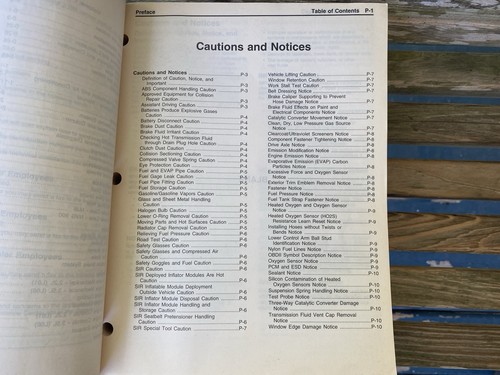 Preface
Table of Contents P-1
Cautions and Notices
Cautions and Notices ..................P-3
Definition of Caution, Notice, and
Important ..................P-3
ABS Component Handling Caution ..................P-3
Approved Equipment for Collision
Repair Caution ..................P-3
Assistant Driving Caution ..................P-3
Batteries Produce Explosive Gases
Caution ..................P-4
Battery Disconnect Caution ..................P-4
Brake Dust Caution ..................P-4
Brake Fluid Irritant Caution ..................P-4
Checking Hot Transmission Fluid
through Drain Plug Hole Caution ..................P-4
Clutch Dust Caution ..................P-4
Collision Sectioning Caution ..................P-4
Compressed Valve Spring Caution ..................P-4
Eye Protection Caution ..................P-4
Fuel and EVAP Pipe Caution ..................P-5
Fuel Gage Leak Caution ..................P-5
Fuel Pipe Fitting Caution ..................P-5
Fuel Storage Caution ..................P-5
Gasoline/Gasoline Vapors Caution ..................P-5
Glass and Sheet Metal Handling
Caution ..................P-5
Halogen Bulb Caution ..................P-5
Lower O-Ring Removal Caution ..................P-5
Moving Parts and Hot Surfaces Caution ..................P-5
Radiator Cap Removal Caution ..................P-5
Relieving Fuel Pressure Caution ..................P-5
Road Test Caution ..................P-6
Safety Glasses Caution ..................P-6
Safety Glasses and Compressed Air
Caution ..................P-6
Safety Goggles and Fuel Caution ..................P-6
SIR Caution ..................P-6
SIR Deployed Inflator Modules Are Hot
Caution ..................P-6
SIR Inflatable Module Deployment
Outside Vehicle Caution ..................P-6
SIR Inflator Module Disposal Caution ..................P-6
SIR Inflator Module Handling and
Storage Caution ..................P-6
SIR Seatbelt Pretensioner Handling
Caution ..................P-6
SIR Special Tool Caution ..................P-7
Vehicle Lifting Caution ..................P-7
Window Retention Caution ..................P-7
Work Stall Test Caution ..................P-7
Belt Dressing Notice ..................P-7
Brake Caliper Supporting to Prevent
Hose Damage Notice ..................P-7
Brake Fluid Effects on Paint and
Electrical Components Notice ..................P-7
Catalytic Converter Movement Notice ..................P-7
Clean, Dry, Low Pressure Gas Source
Notice ..................P-8
Clearcoat/Ultraviolet Screeners Notice ..................P-8
Component Fastener Tightening Notice ..................P-8
Drive Axle Notice ..................P-8
Emission Modification Notice ..................P-8
Engine Emission Notice ..................P-8
Evaporative Emission (EVAP) Carbon
Particles Notice ..................P-8
Excessive Force and Oxygen Sensor
Notice ..................P-8
Exterior Trim Emblem Removal Notice ..................P-8
Fastener Notice ..................P-8
Fuel Pressure Notice ..................P-8
Fuel Tank Strap Fastener Notice ..................P-8
Heated Oxygen and Oxygen Sensor
Notice ..................P-9
Heated Oxygen Sensor (HO2S)
Resistance Learn Reset Notice ..................P-9
Installing Hoses without Twists or
Bends Notice ..................P-9
Lower Control Arm Ball Stud
Identification Notice ..................P-9
Nylon Fuel Lines Notice ..................P-9
OBDII Symbol Description Notice ..................P-9
Oxygen Sensor Notice ..................P-9
PCM and ESD Notice ..................P-9
Sealant Notice ..................P-10
Silicon Contamination of Heated
Oxygen Sensors Notice ..................P-10
Suspension Spring Handling Notice ..................P-10
Test Probe Notice ..................P-10
Three-Way Catalytic Converter Damage
Notice ..................P-10
Transmission Fluid Vent Cap Removal
Notice ..................P-10
Window Edge Damage Notice ..................P-10